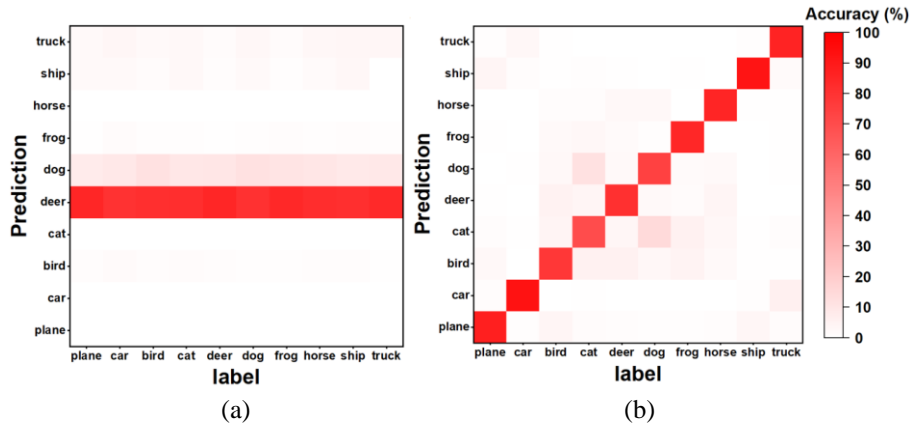 Accuracy (%)
Prediction
truck
ship
horse
frog
dog
deer
cat
bird
car
plane
plane car bird cat deer dog frog horse ship truck
label
(a)
Prediction
truck
ship
horse
frog
dog
deer
cat
bird
car
plane
plane car bird cat deer dog frog horse ship truck
label
(b)
100
90
80
70
60
50
40
30
20
10
0